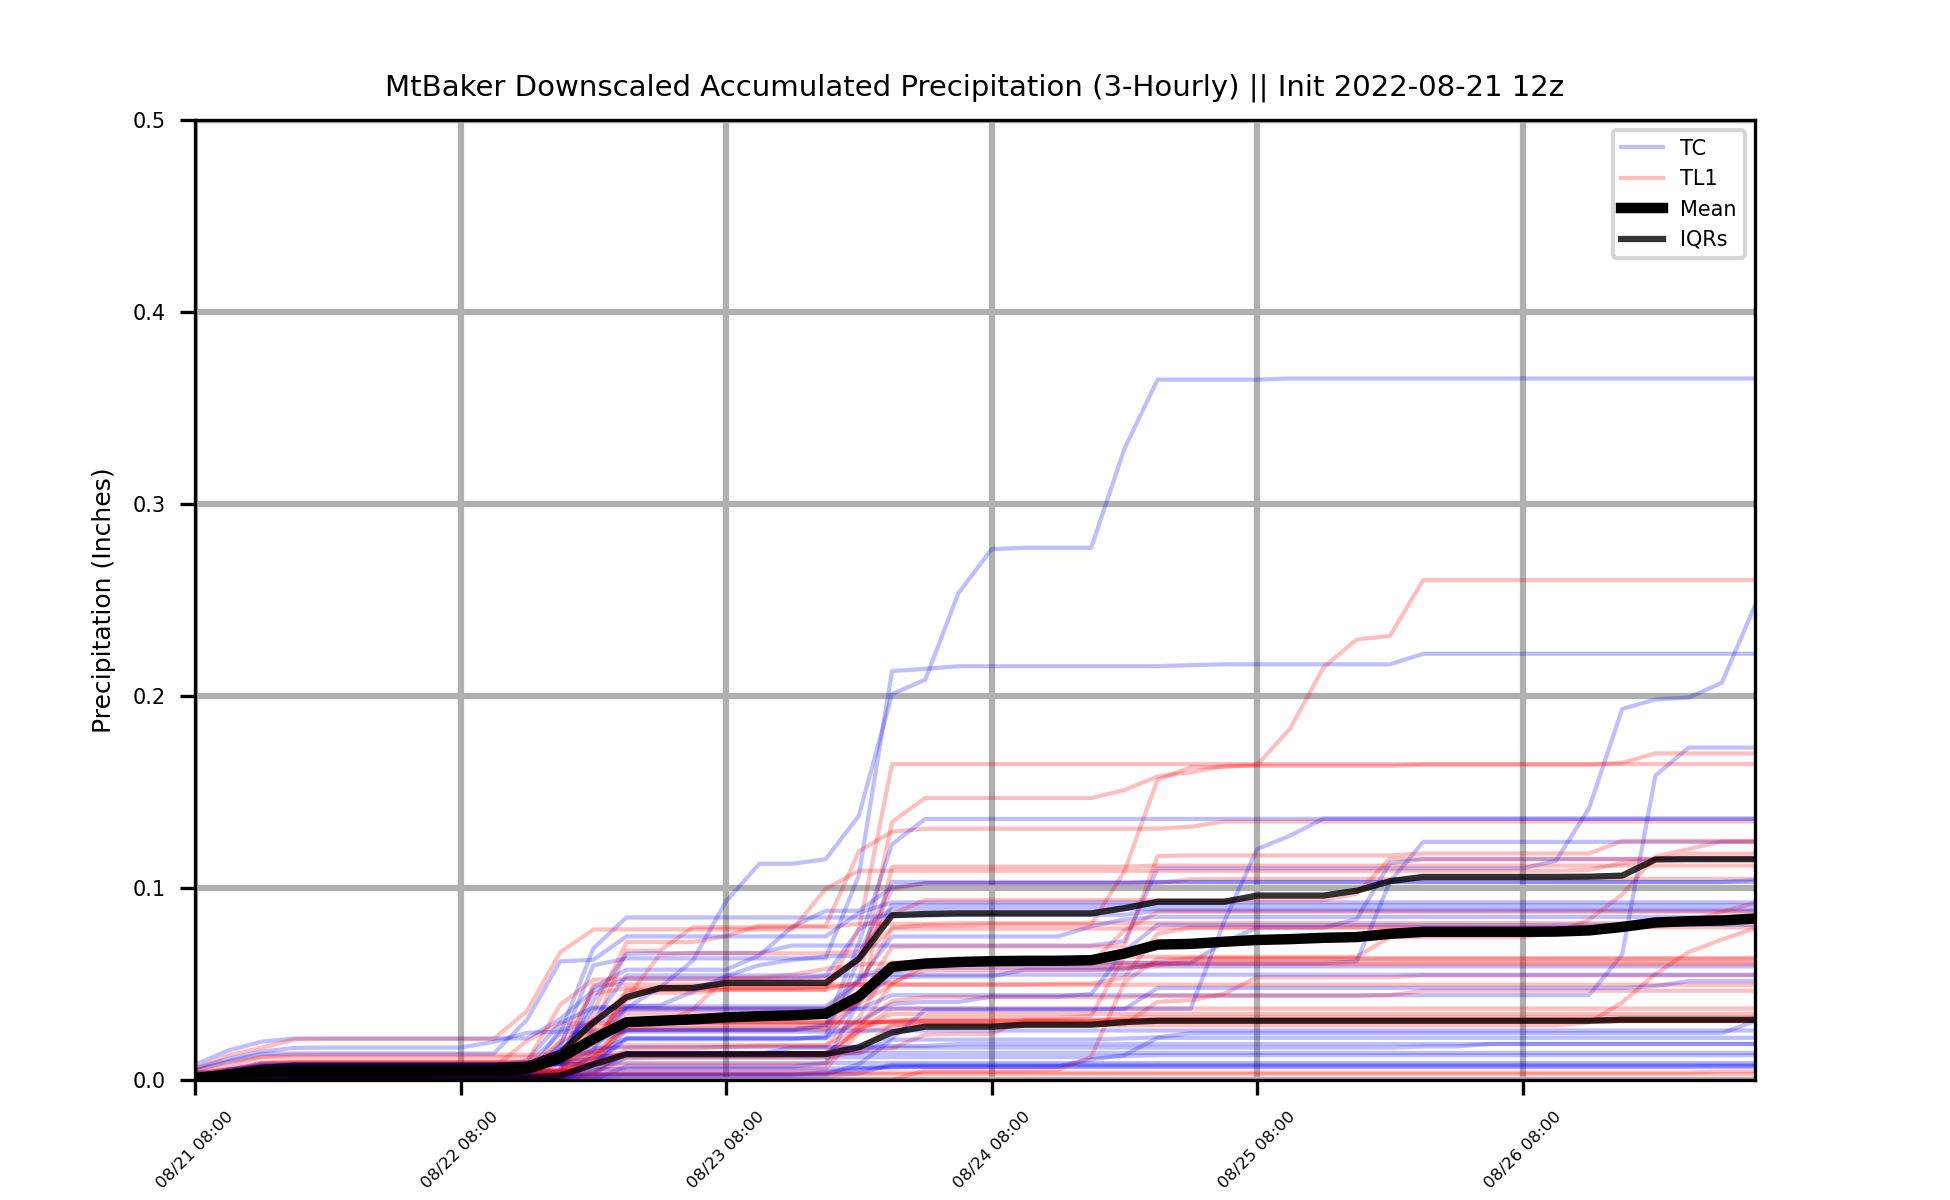 MtBaker Downscaled Accumulated Precipitation (3-Hourly) || Init 2022-08-21 12z
Precipitation (Inches)
0.5
0.4
0.3
0.2
0.1
0.0
TC
TL1
Mean
IQRs
08/21 08:00
08/22 08:00
08/23 08:00
08/24 08:00
08/25 08:00
08/26 08:00